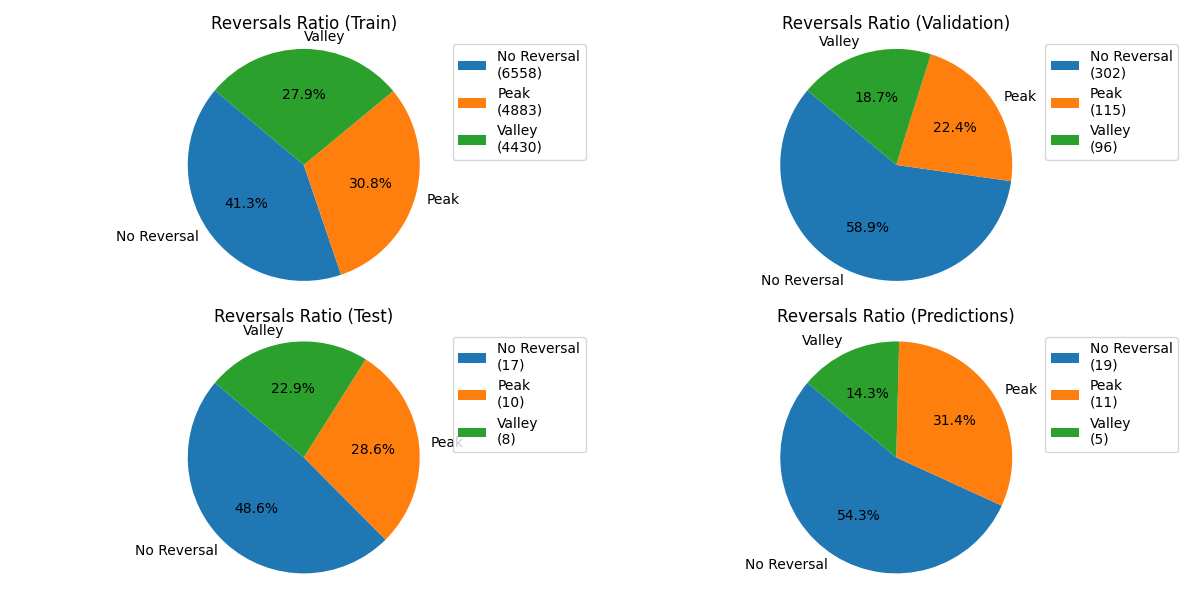 Reversals Ratio (Train)
Valley
27.9%
30.8%
41.3%
Peak
No Reversal
No Reversal
(6558)
Peak
(4883)
Valley
(4430)
Reversals Ratio (Validation)
Valley
18.7%
Peak
22.4%
58.9%
No Reversal
No Reversal
(302)
Peak
(115)
Valley
(96)
Reversals Ratio (Test)
Valley
22.9%
28.6%
Peak
48.6%
No Reversal
No Reversal
(17)
Peak
(10)
Valley
(8)
Reversals Ratio (Predictions)
Valley
14.3%
Peak
31.4%
54.3%
No Reversal
No Reversal
(19)
Peak
(11)
Valley
(5)